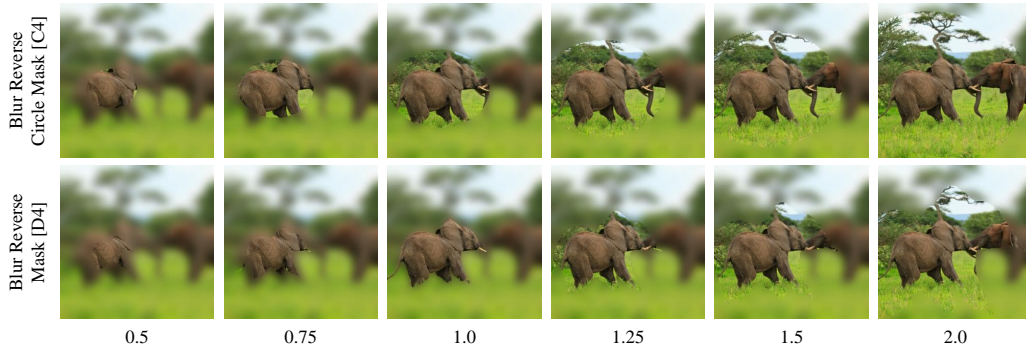 Blur Reverse
Circle Mask [C4]
Blur Reverse
Mask [D4]
0.5 0.75 1.0 1.25 1.5 2.0